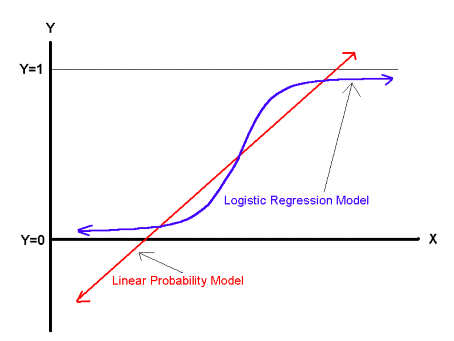 Y
Y=1
Logistic Regression Model
Y=0
X
Linear Probability Model